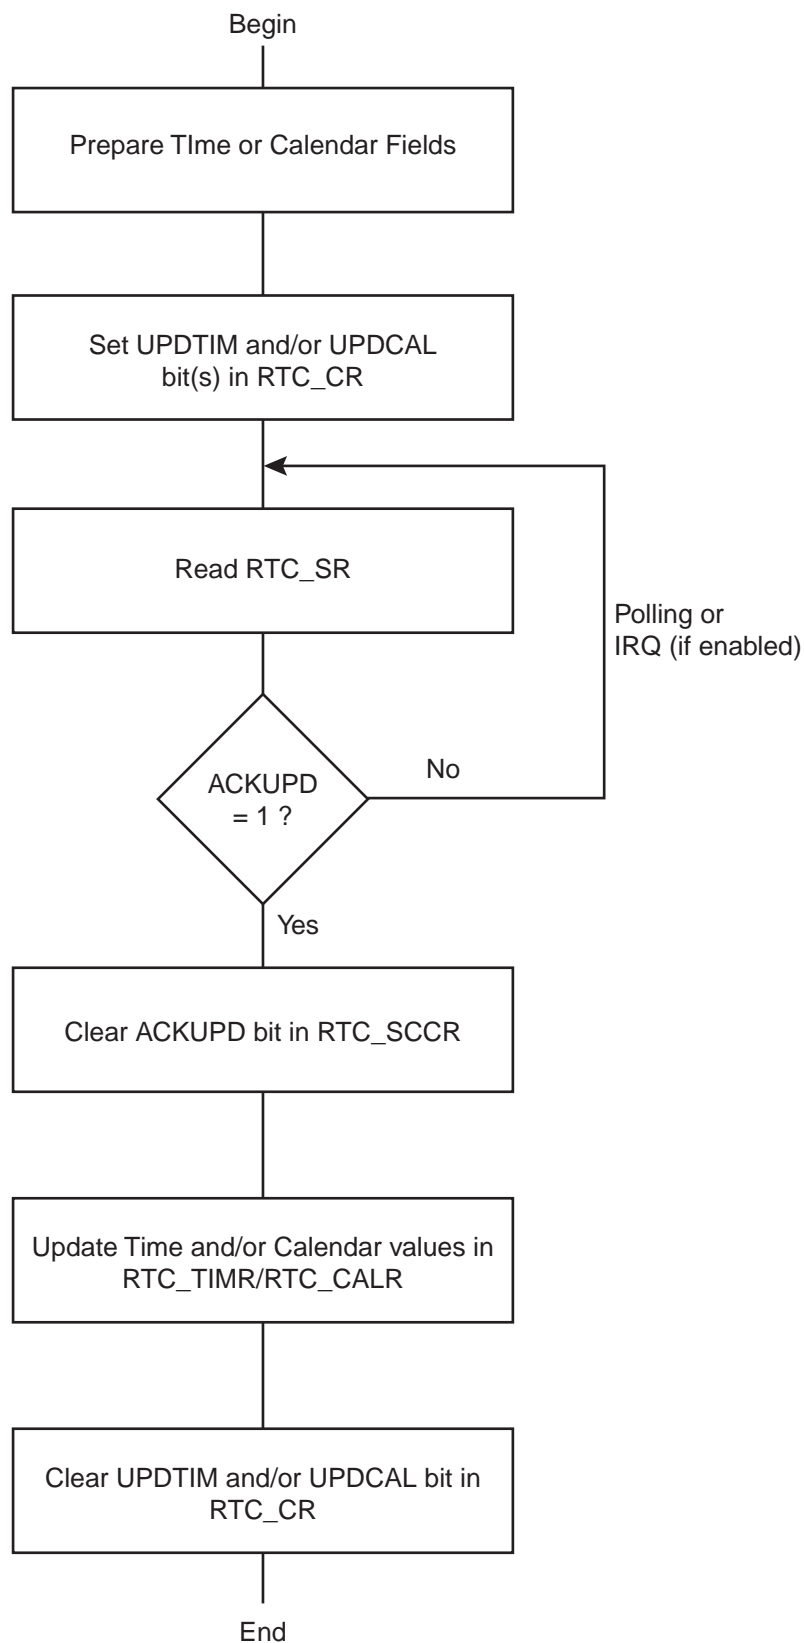 Begin
Prepare TIme or Calendar Fields
Set UPDTIM and/or UPDCAL
bit(s) in RTC_CR
Read RTC_SR
Polling or
IRQ (if enabled)
ACKUPD
= 1 ?
No
Yes
Clear ACKUPD bit in RTC_SCCR
Update Time and/or Calendar values in
RTC_TIMR/RTC_CALR
Clear UPDTIM and/or UPDCAL bit in
RTC_CR
End